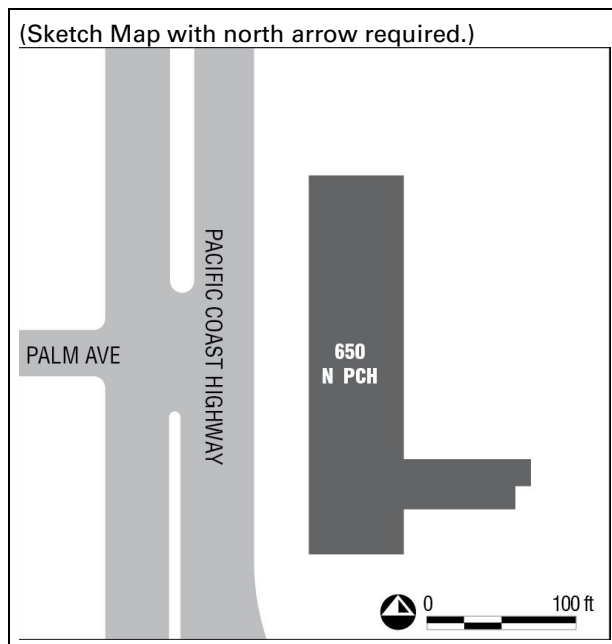 (Sketch Map with north arrow required.)
PACIFIC COAST HIGHWAY
PALM AVE
650
N PCH
0 100 ft